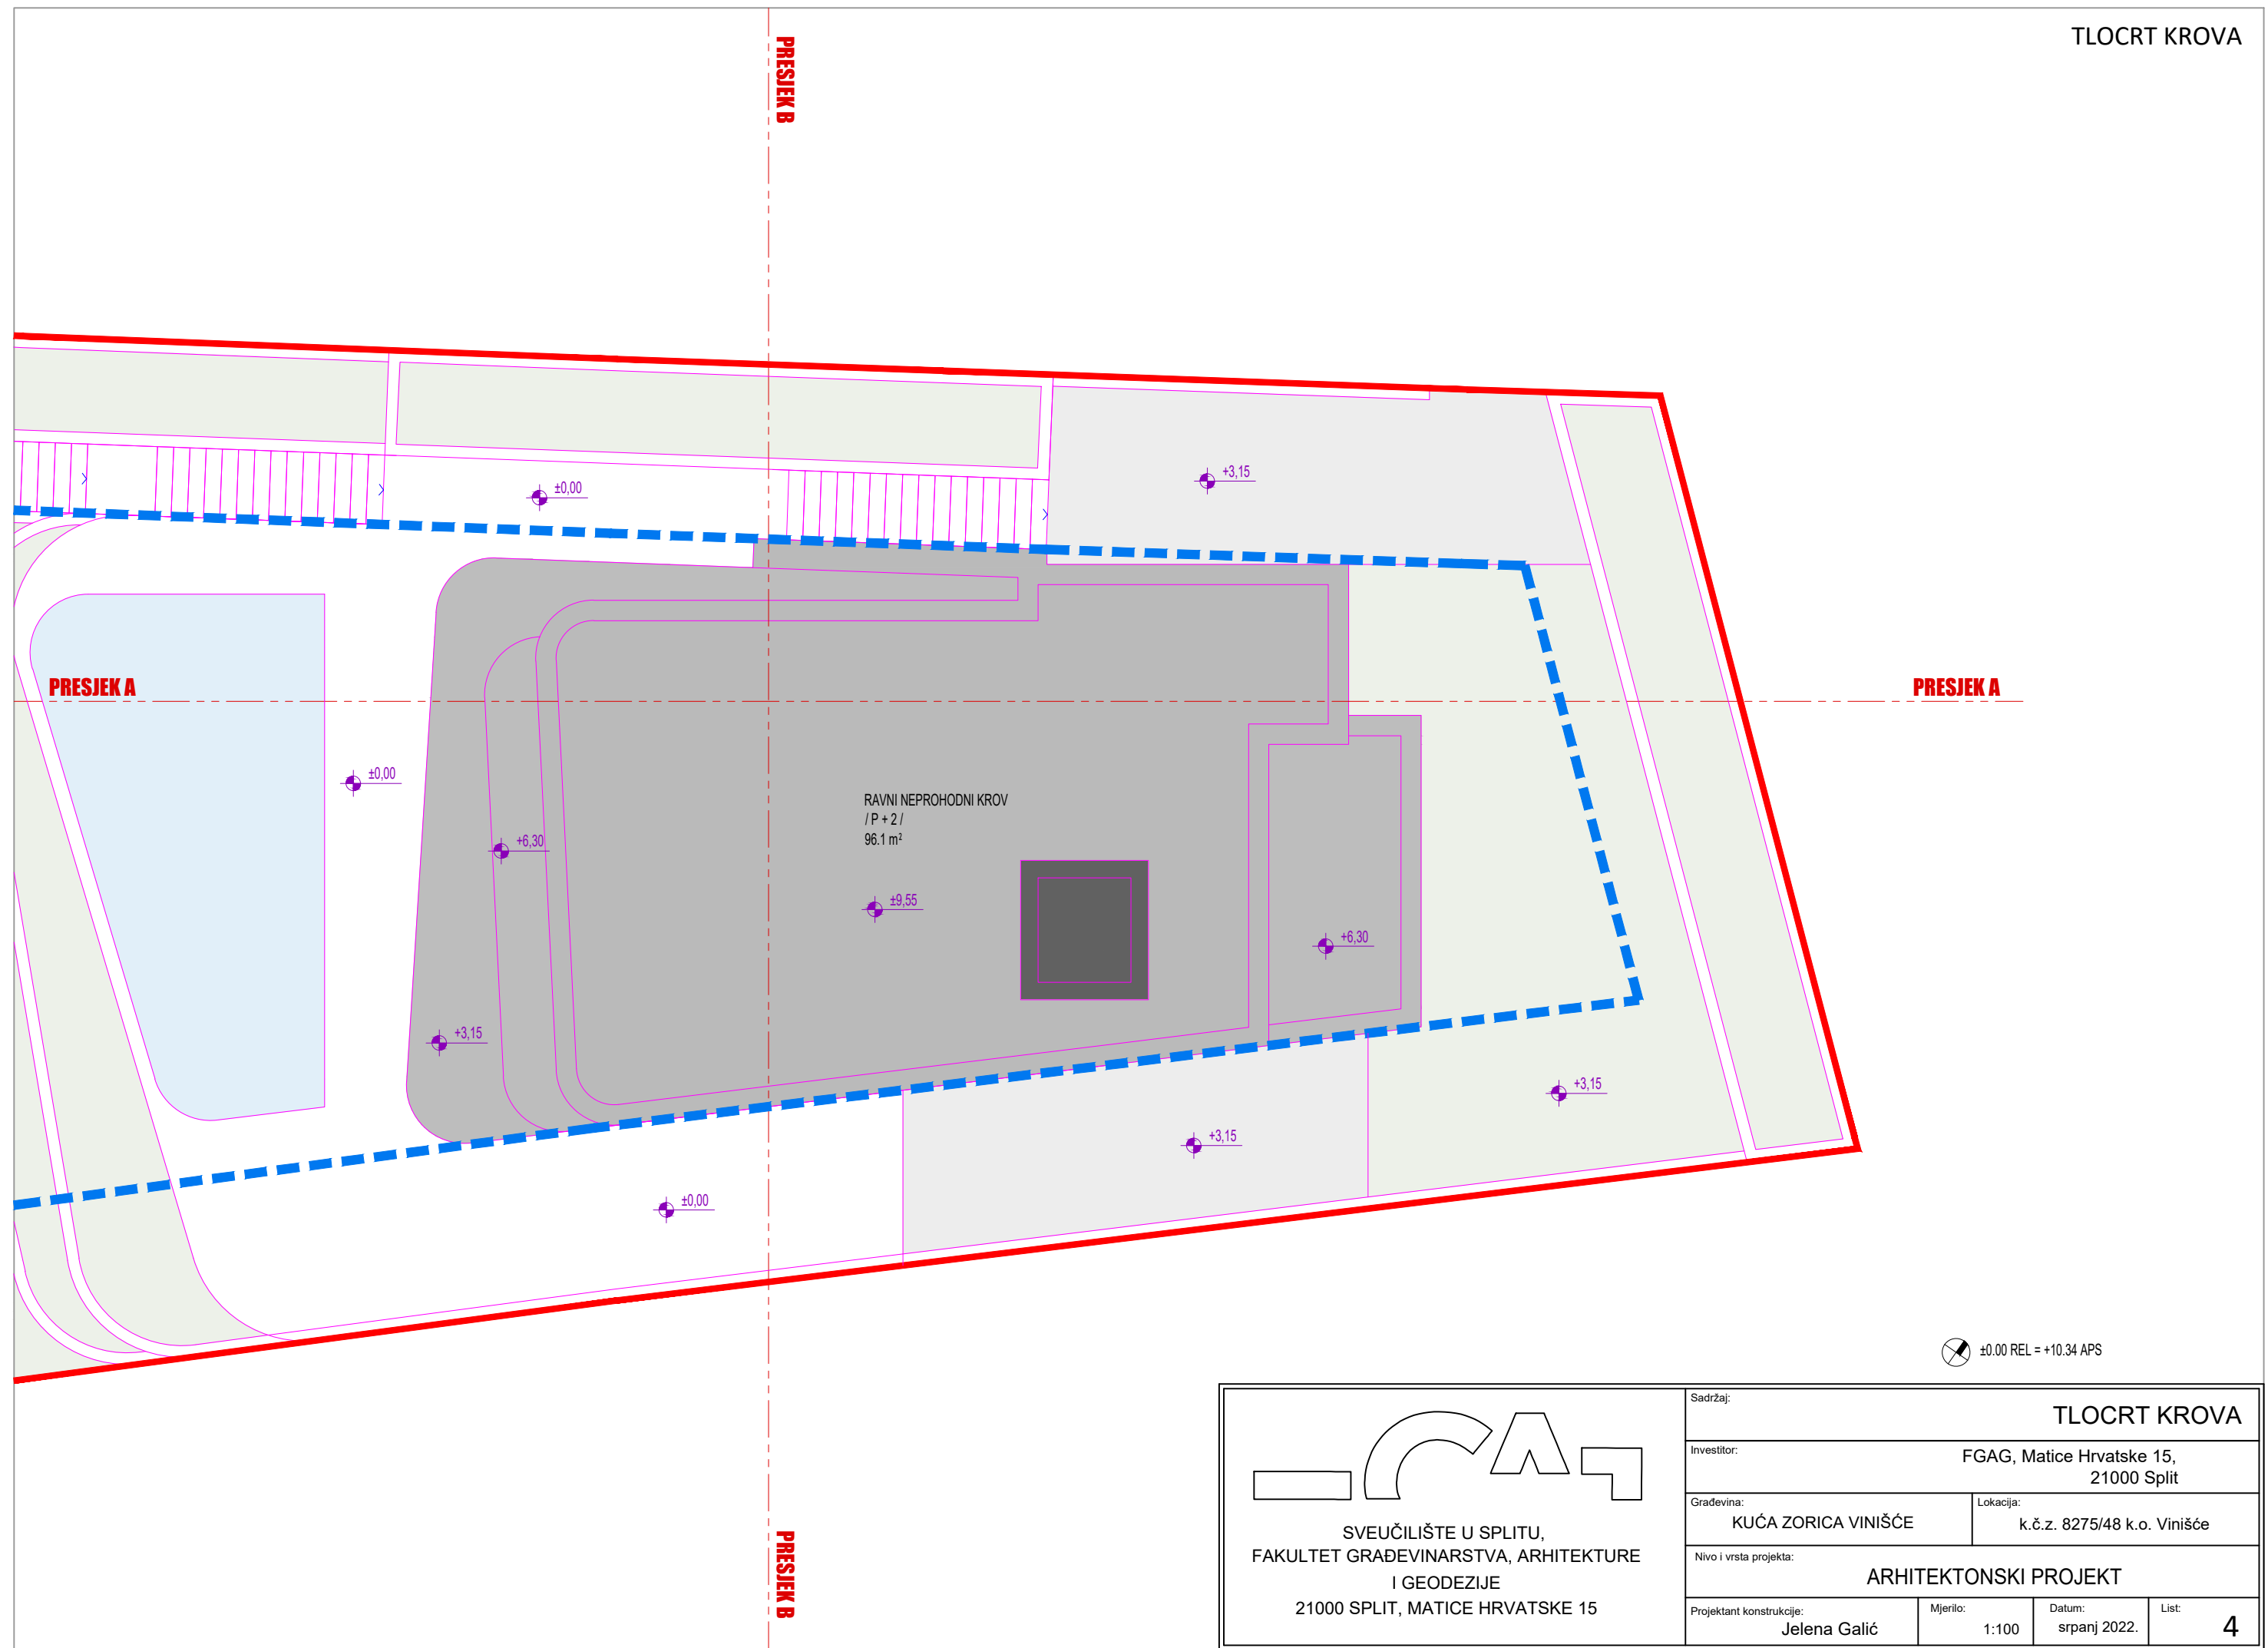 TLOCRT KROVA
PRESJEK B
+3,15
±0,00
PRESJEK A
PRESJEK A
±0,00
RAVNI NEPROHODNI KROV
/ P + 2 /
96.1 m²
+6,30
±9,55
+6,30
+3,15
+3,15
+3,15
±0,00
±0.00 REL = +10.34 APS
PRESJEK B
SVEUČILIŠTE U SPLITU,
FAKULTET GRAĐEVINARSTVA, ARHITEKTURE
I GEODEZIJE
21000 SPLIT, MATICE HRVATSKE 15
Sadržaj:
TLOCRT KROVA
Investitor:
FGAG, Matice Hrvatske 15,
21000 Split
Građevina:
KUĆA ZORICA VINIŠĆE
Lokacija:
k.č.z. 8275/48 k.o. Vinišće
Nivo i vrsta projekta:
ARHITEKTONSKI PROJEKT
Projektant konstrukcije:
Jelena Galić
Mjerilo:
1:100
Datum:
srpanj 2022.
List:
4